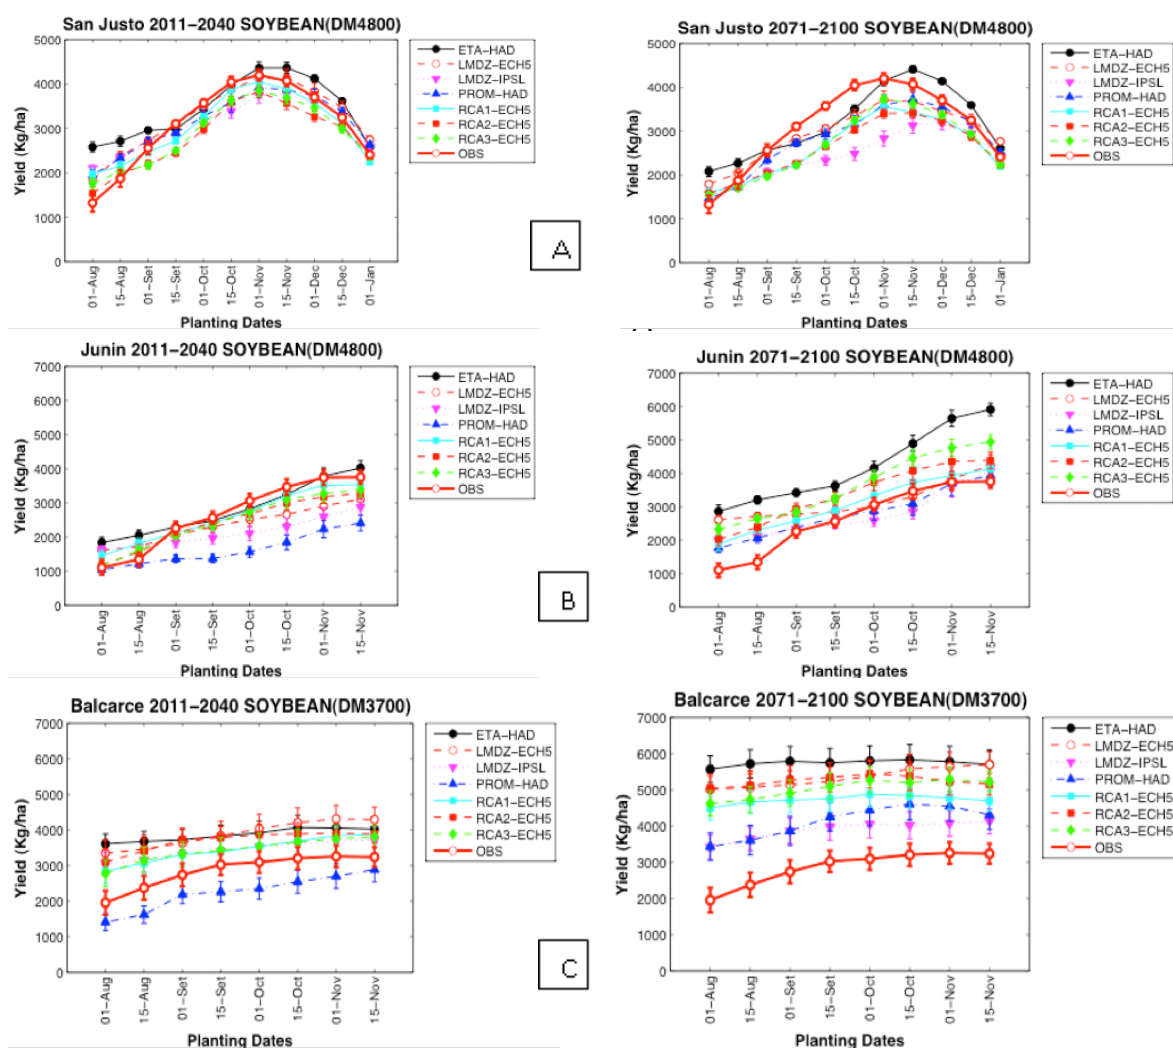 San Justo 2011−2040 SOYBEAN(DM4800)
5000
4000
3000
2000
1000
0
Yield (Kg/ha)
01−Aug
15−Aug
01−Set
15−Set
01−Oct
15−Oct
01−Nov
15−Nov
01−Dec
15−Dec
01−Jan
Planting Dates
ETA−HAD
LMDZ−ECH5
LMDZ−IPSL
PROM−HAD
RCA1−ECH5
RCA2−ECH5
RCA3−ECH5
OBS
A
San Justo 2071−2100 SOYBEAN(DM4800)
5000
4000
3000
2000
1000
0
Yield (Kg/ha)
01−Aug
15−Aug
01−Set
15−Set
01−Oct
15−Oct
01−Nov
15−Nov
01−Dec
15−Dec
01−Jan
Planting Dates
ETA−HAD
LMDZ−ECH5
LMDZ−IPSL
PROM−HAD
RCA1−ECH5
RCA2−ECH5
RCA3−ECH5
OBS
Junin 2011−2040 SOYBEAN(DM4800)
7000
6000
5000
4000
3000
2000
1000
0
Yield (Kg/ha)
01−Aug
15−Aug
01−Set
15−Set
01−Oct
15−Oct
01−Nov
15−Nov
Planting Dates
ETA−HAD
LMDZ−ECH5
LMDZ−IPSL
PROM−HAD
RCA1−ECH5
RCA2−ECH5
RCA3−ECH5
OBS
B
Junin 2071−2100 SOYBEAN(DM4800)
7000
6000
5000
4000
3000
2000
1000
0
Yield (Kg/ha)
01−Aug
15−Aug
01−Set
15−Set
01−Oct
15−Oct
01−Nov
15−Nov
Planting Dates
ETA−HAD
LMDZ−ECH5
LMDZ−IPSL
PROM−HAD
RCA1−ECH5
RCA2−ECH5
RCA3−ECH5
OBS
Balcarce 2011−2040 SOYBEAN(DM3700)
7000
6000
5000
4000
3000
2000
1000
0
Yield (Kg/ha)
01−Aug
15−Aug
01−Set
15−Set
01−Oct
15−Oct
01−Nov
15−Nov
Planting Dates
ETA−HAD
LMDZ−ECH5
LMDZ−IPSL
PROM−HAD
RCA1−ECH5
RCA2−ECH5
RCA3−ECH5
OBS
C
Balcarce 2071−2100 SOYBEAN(DM3700)
7000
6000
5000
4000
3000
2000
1000
0
Yield (Kg/ha)
01−Aug
15−Aug
01−Set
15−Set
01−Oct
15−Oct
01−Nov
15−Nov
Planting Dates
ETA−HAD
LMDZ−ECH5
LMDZ−IPSL
PROM−HAD
RCA1−ECH5
RCA2−ECH5
RCA3−ECH5
OBS